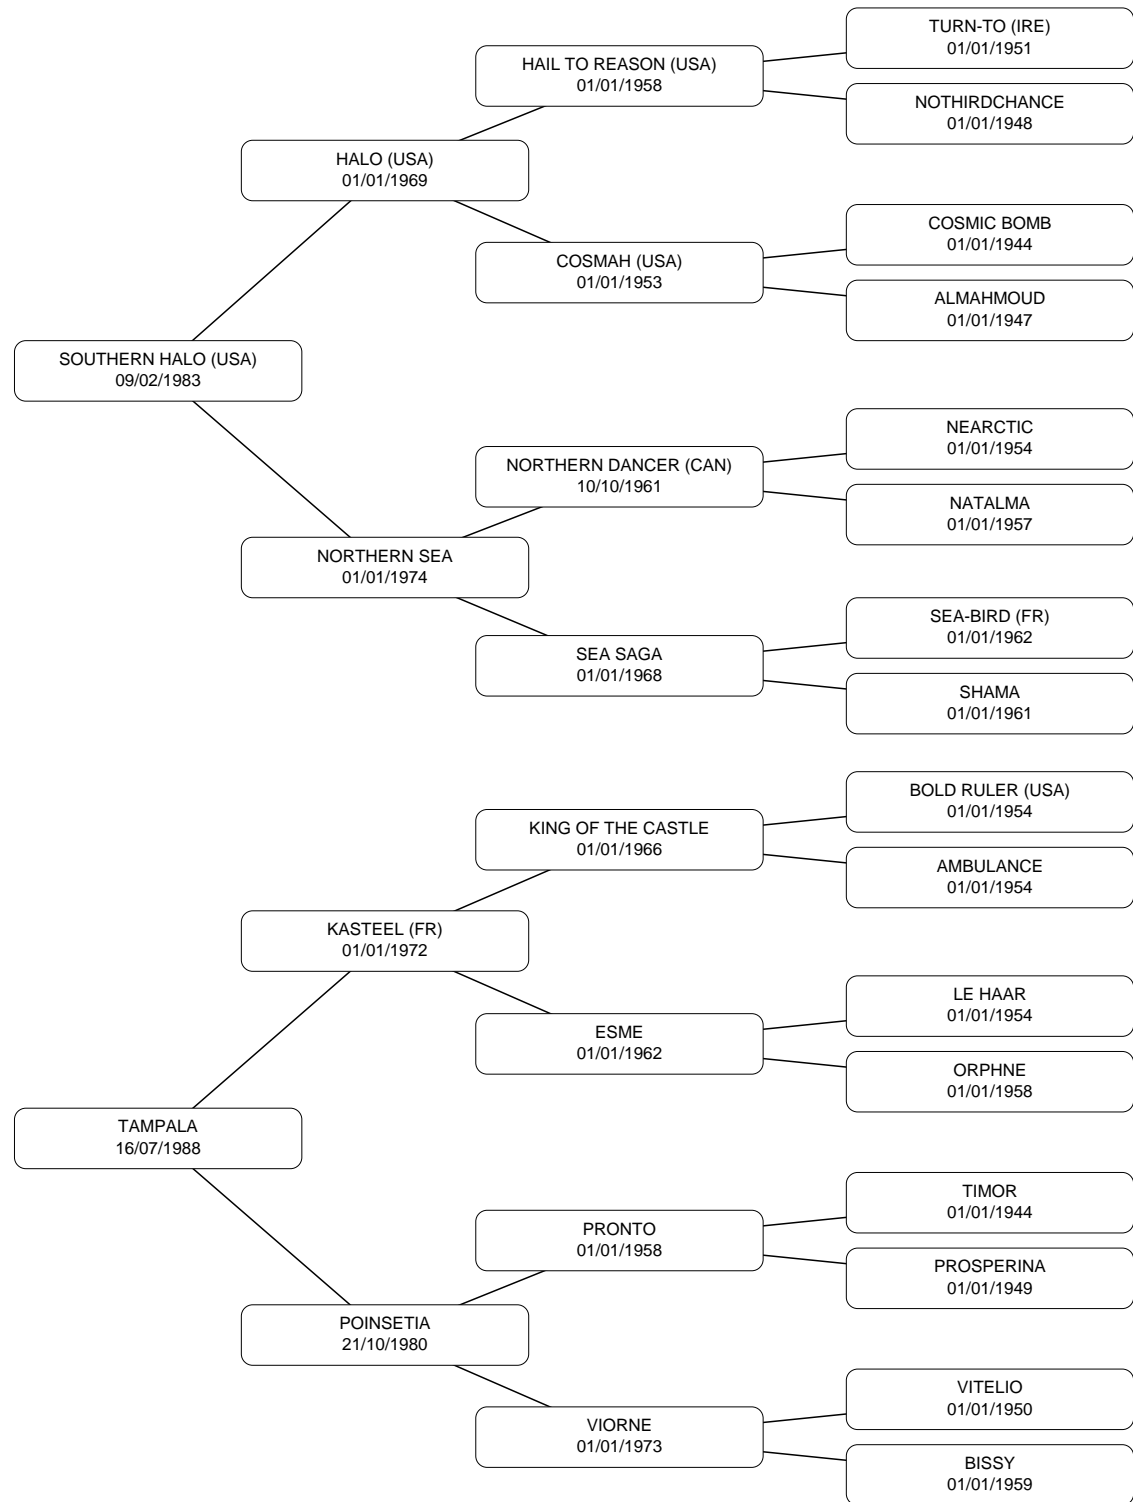 TURN-TO (IRE)
01/01/1951
HAIL TO REASON (USA)
01/01/1958
NOTHIRDCHANCE
01/01/1948
HALO (USA)
01/01/1969
COSMIC BOMB
01/01/1944
COSMAH (USA)
01/01/1953
ALMAHMOUD
01/01/1947
SOUTHERN HALO (USA)
09/02/1983
NEARCTIC
01/01/1954
NORTHERN DANCER (CAN)
10/10/1961
NATALMA
01/01/1957
NORTHERN SEA
01/01/1974
SEA-BIRD (FR)
01/01/1962
SEA SAGA
01/01/1968
SHAMA
01/01/1961
BOLD RULER (USA)
01/01/1954
KING OF THE CASTLE
01/01/1966
AMBULANCE
01/01/1954
KASTEEL (FR)
01/01/1972
LE HAAR
01/01/1954
ESME
01/01/1962
ORPHNE
01/01/1958
TAMPALA
16/07/1988
TIMOR
01/01/1944
PRONTO
01/01/1958
PROSPERINA
01/01/1949
POINSETIA
21/10/1980
VITELIO
01/01/1950
VIORNE
01/01/1973
BISSY
01/01/1959